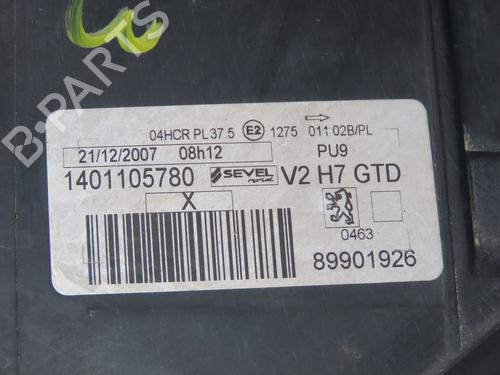 B-PARTS
04HCR PL 37.5 E2 1275 011 02B/PL
21/12/2007 08h12 PU9
1401105780 SEVEL V2 H7 GTD
X
0463
89901926